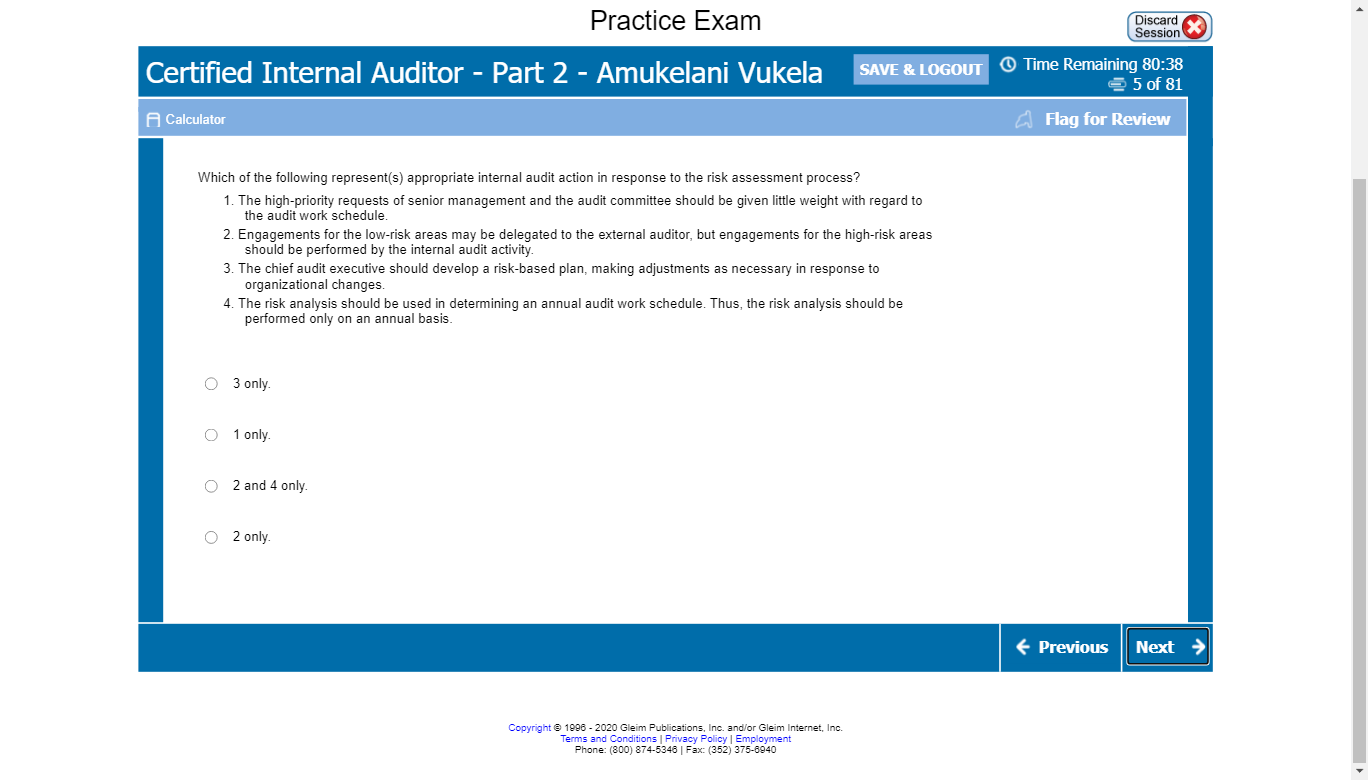 Practice Exam
Discard
Session
Certified Internal Auditor - Part 2 - Amukelani Vukela
SAVE & LOGOUT
Time Remaining 80:38
5 of 81
Calculator
Flag for Review
Which of the following represent(s) appropriate internal audit action in response to the risk assessment process?
1. The high-priority requests of senior management and the audit committee should be given little weight with regard to
the audit work schedule.
2. Engagements for the low-risk areas may be delegated to the external auditor, but engagements for the high-risk areas
should be performed by the internal audit activity.
3. The chief audit executive should develop a risk-based plan, making adjustments as necessary in response to
organizational changes.
4. The risk analysis should be used in determining an annual audit work schedule. Thus, the risk analysis should be
performed only on an annual basis.
3 only.
1 only.
2 and 4 only.
2 only.
Previous
Next
Copyright © 1996 - 2020 Gleim Publications, Inc. and/or Gleim Internet, Inc.
Terms and Conditions | Privacy Policy | Employment
Phone: (800) 874-5346 | Fax: (352) 375-6940